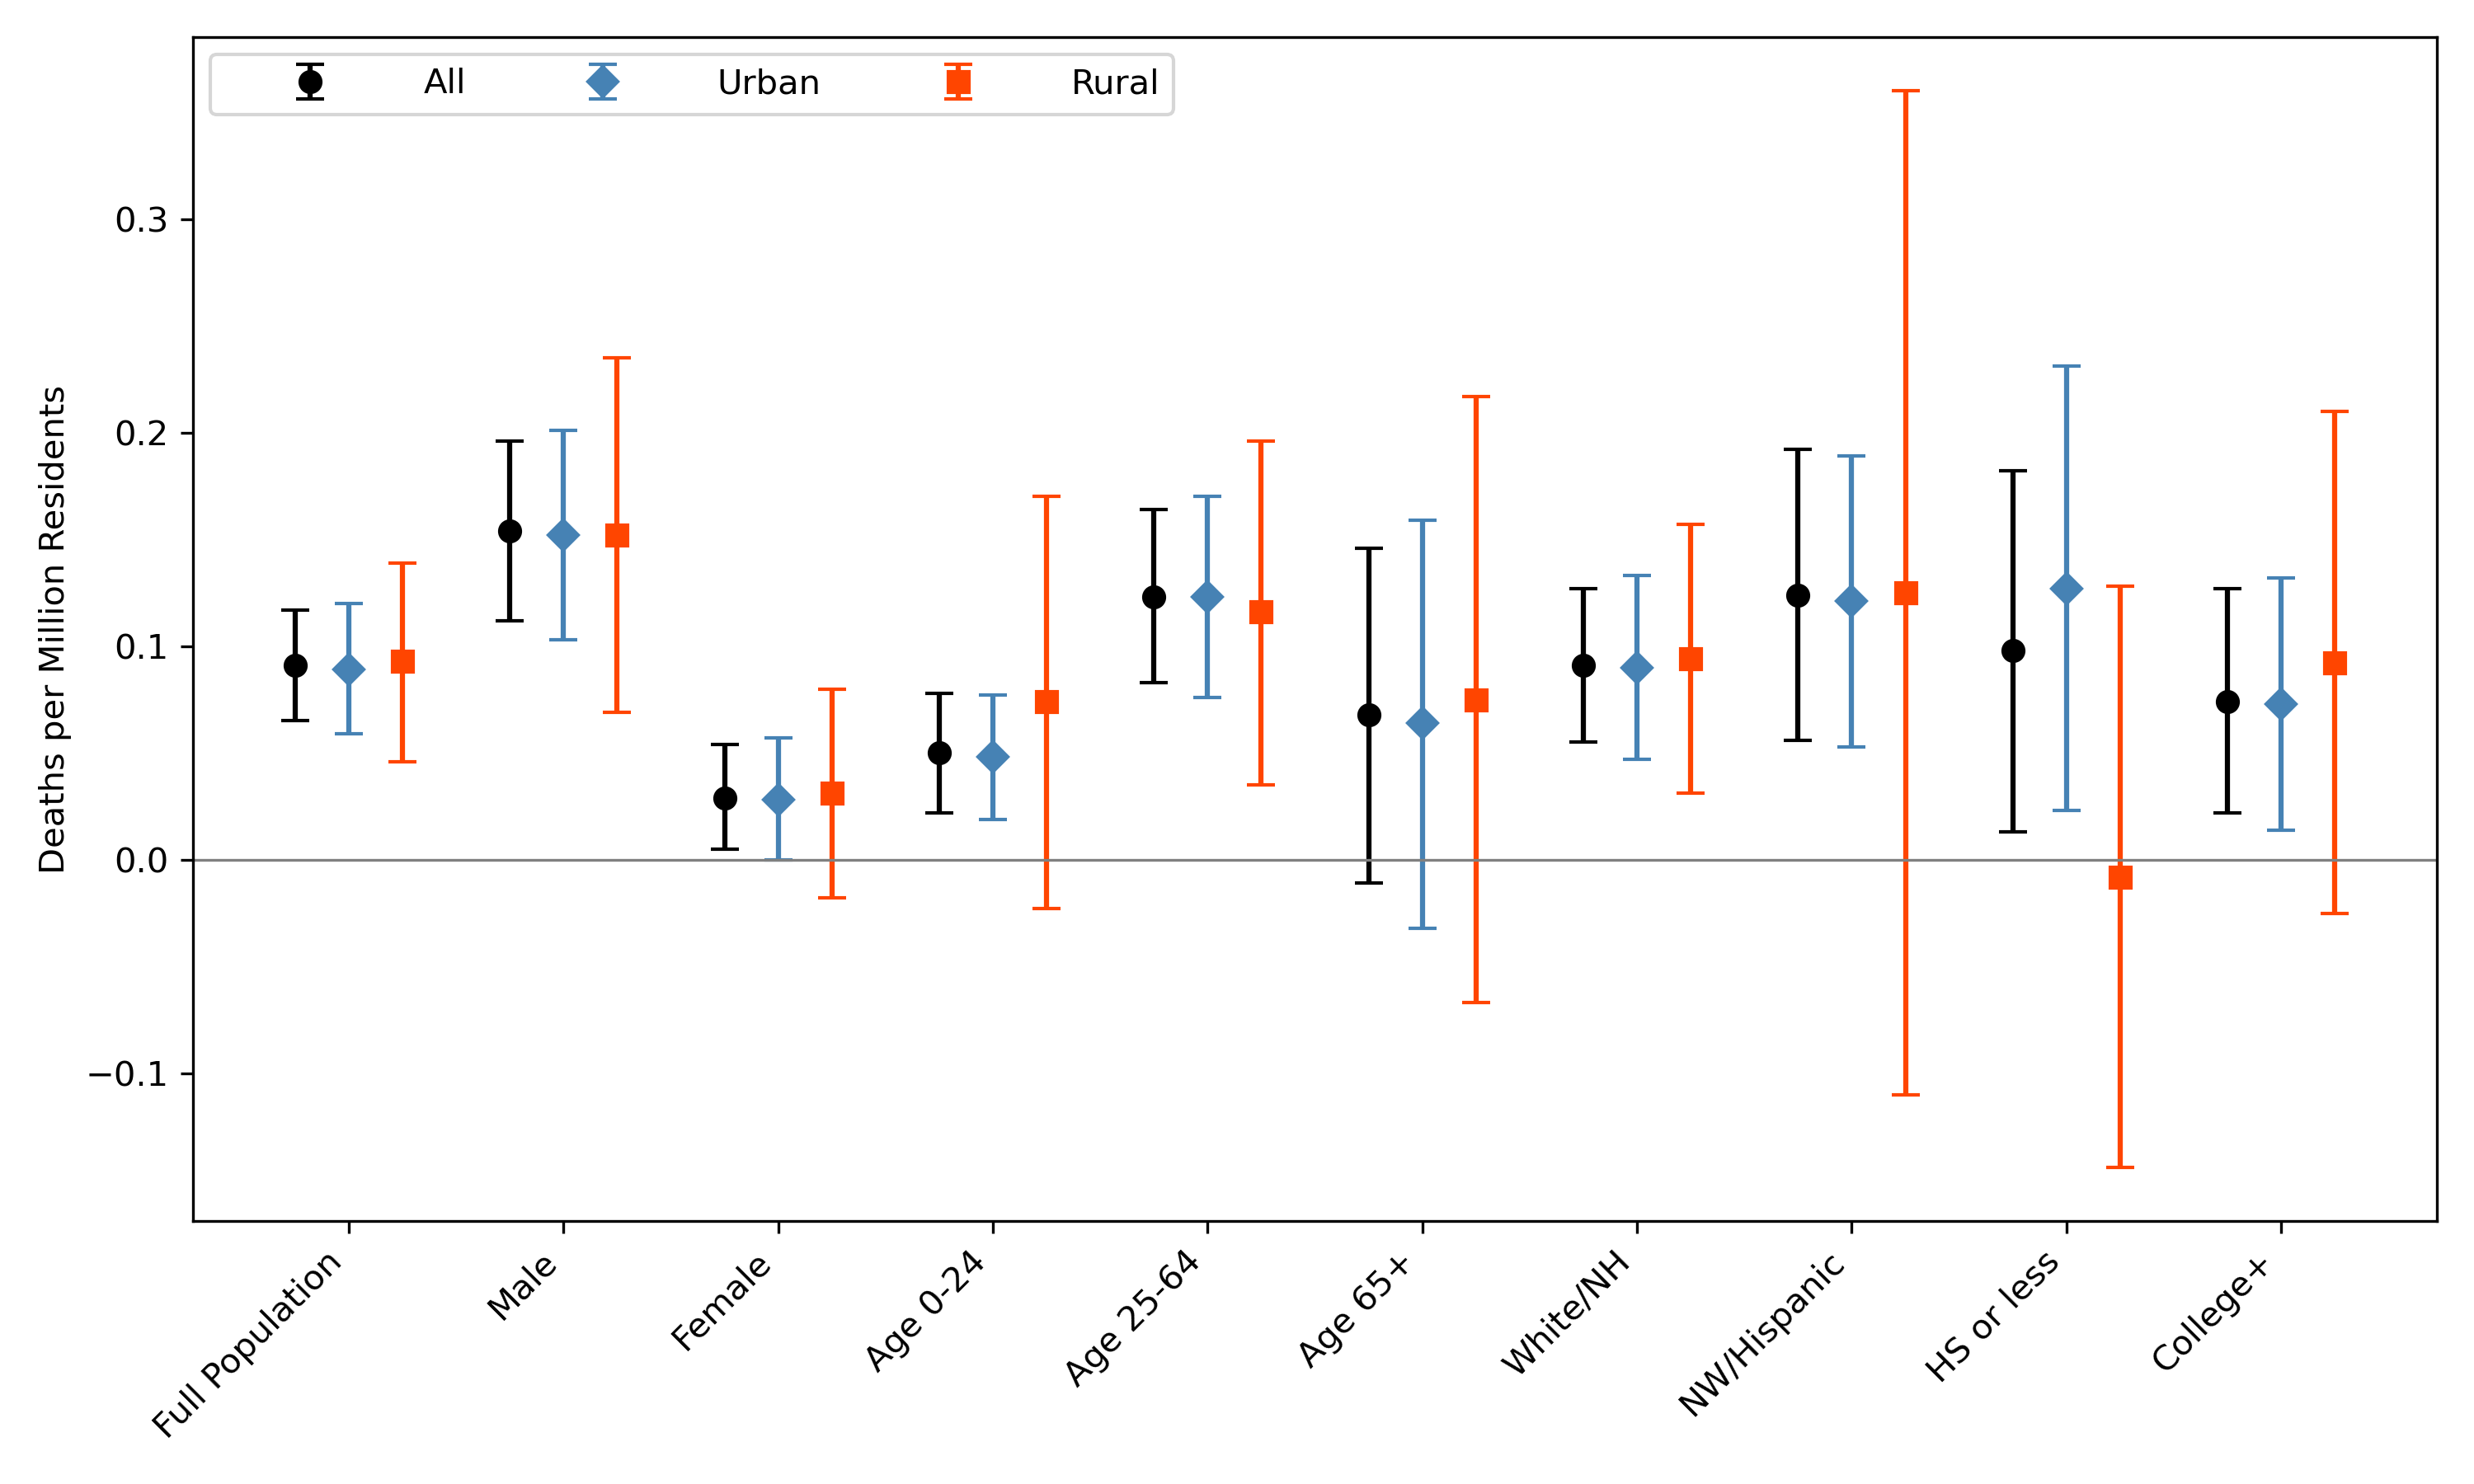 All Urban Rural
Deaths per Million Residents
0.3
0.2
0.1
0.0
−0.1
Full Population
Male
Female
Age 0-24
Age 25-64
Age 65+
White/NH
NW/Hispanic
HS or less
College+